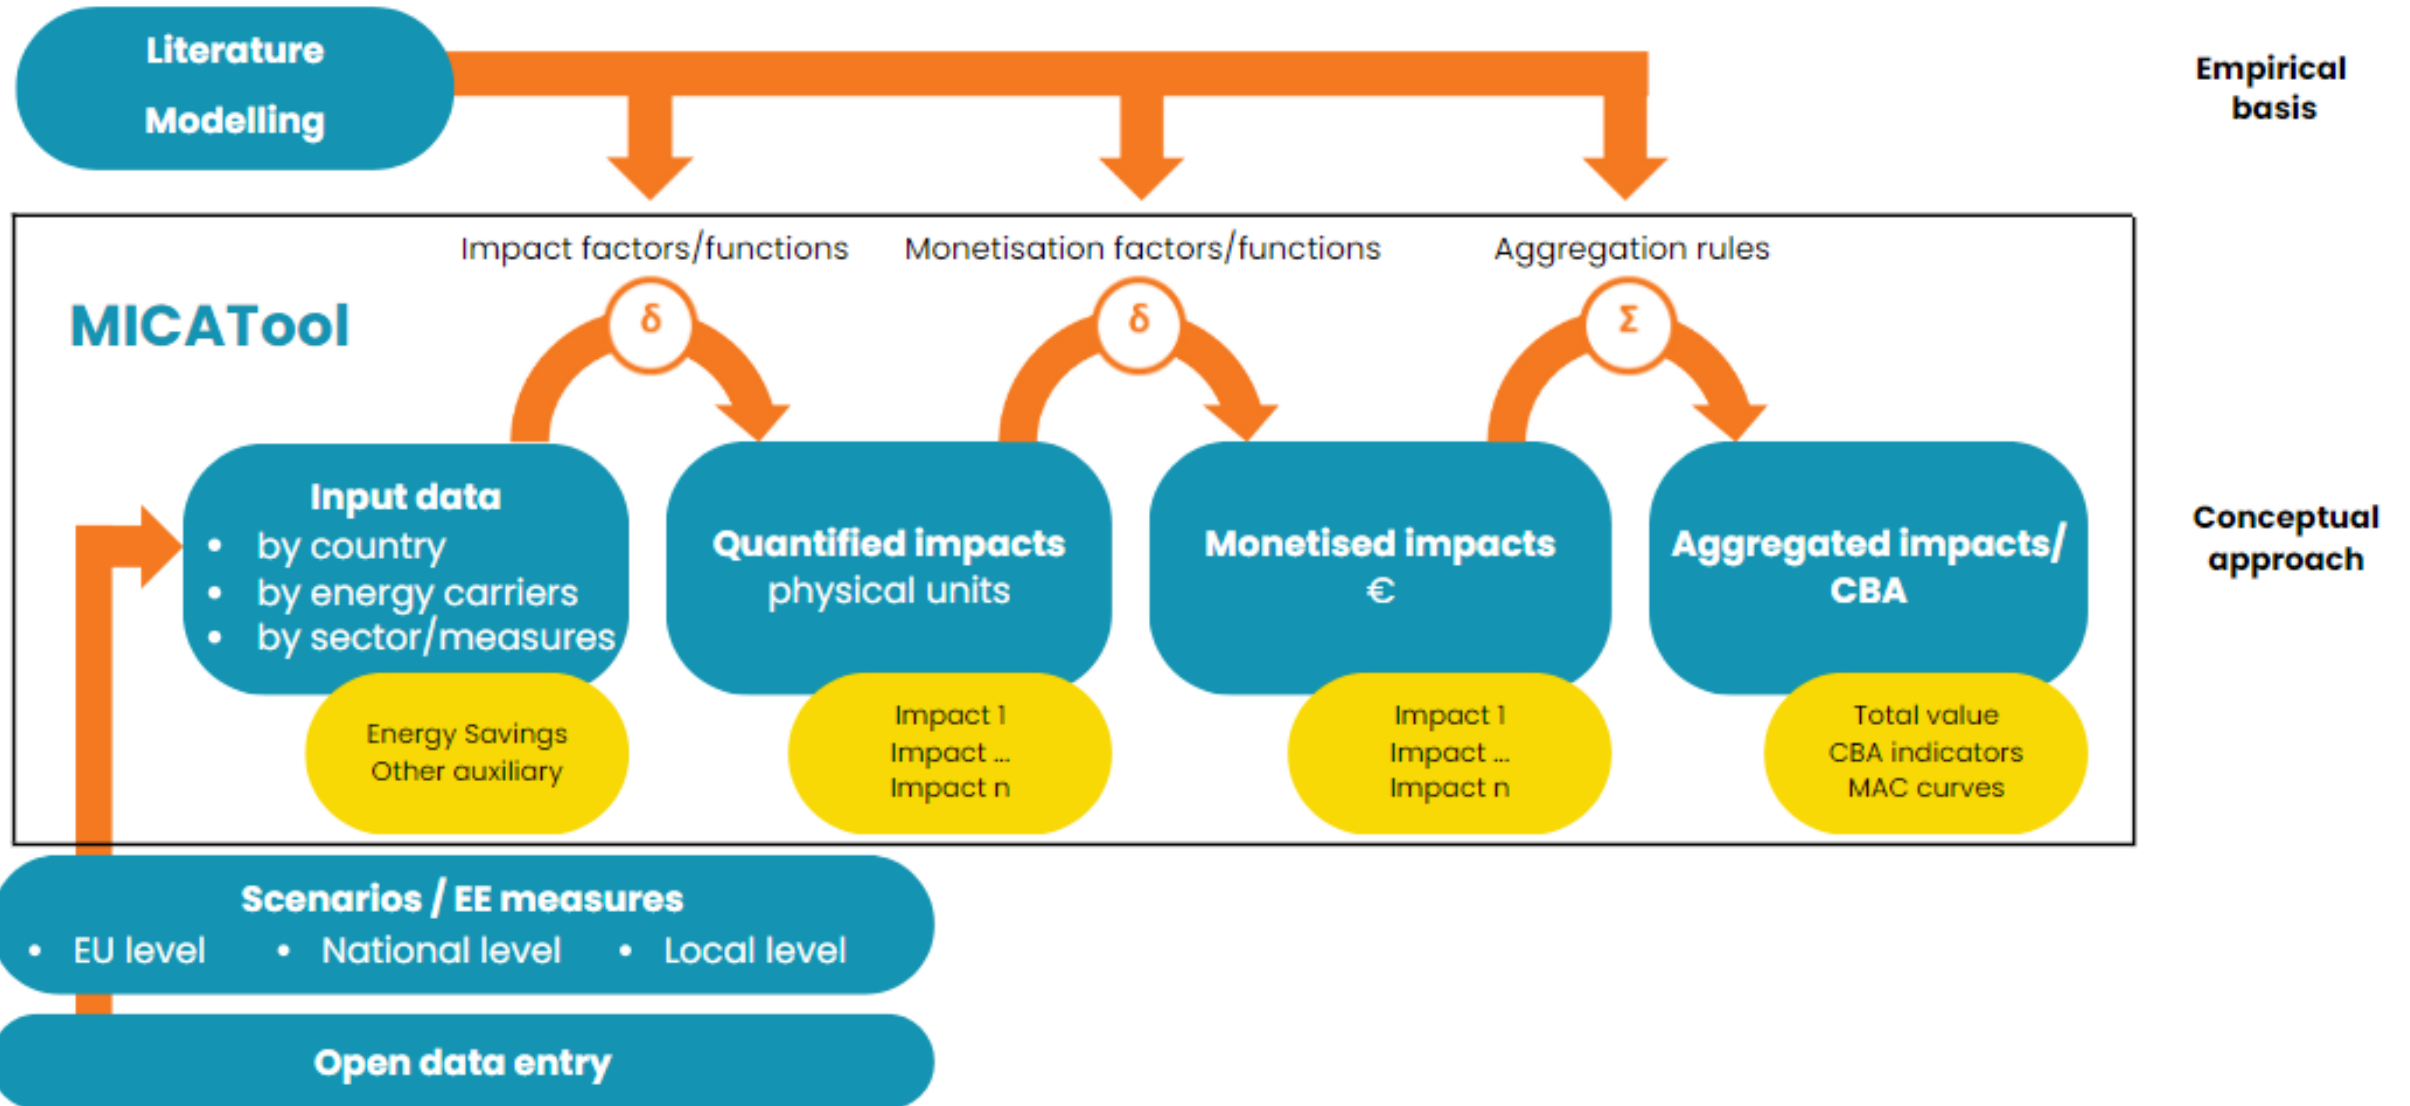 Literature
Modelling
Empirical
basis
Impact factors/functions
Monetisation factors/functions
Aggregation rules
MICATool
δ
δ
Σ
Input data
• by country
• by energy carriers
• by sector/measures
Quantified impacts
physical units
Monetised impacts
€
Aggregated impacts/
CBA
Conceptual
approach
Energy Savings
Other auxiliary
Impact 1
Impact ...
Impact n
Impact 1
Impact ...
Impact n
Total value
CBA indicators
MAC curves
Scenarios / EE measures
• EU level • National level • Local level
Open data entry